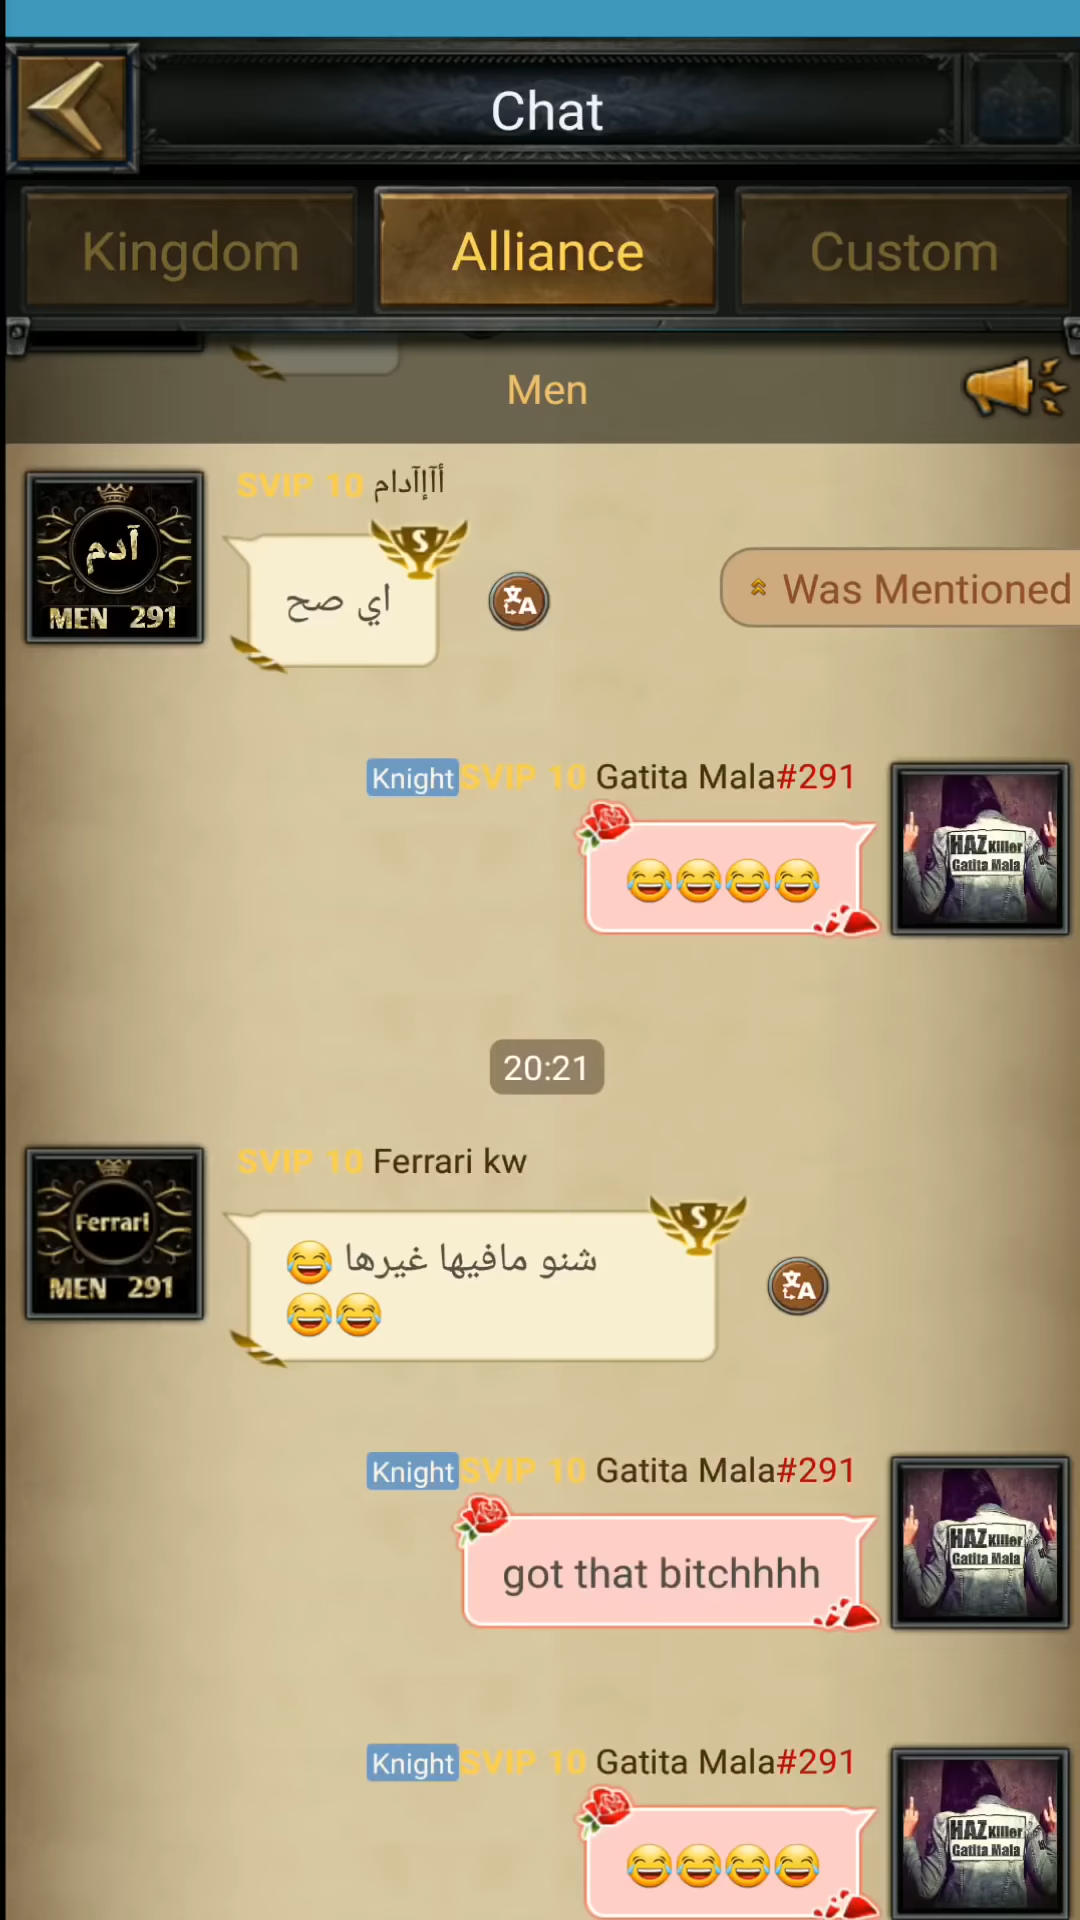 Chat
Kingdom
Alliance
Custom
Men
SVIP 10 أآإآدام
آدم
MEN 291
اي صح
Was Mentioned
Knight SVIP 10 Gatita Mala#291
HAZ Killer
Gatita Mala
😂😂😂😂
20:21
SVIP 10 Ferrari kw
Ferrari
MEN 291
شنو مافيها غيرها 😂
😂😂
Knight SVIP 10 Gatita Mala#291
HAZ Killer
Gatita Mala
got that bitchhhh
Knight SVIP 10 Gatita Mala#291
HAZ Killer
Gatita Mala
😂😂😂😂